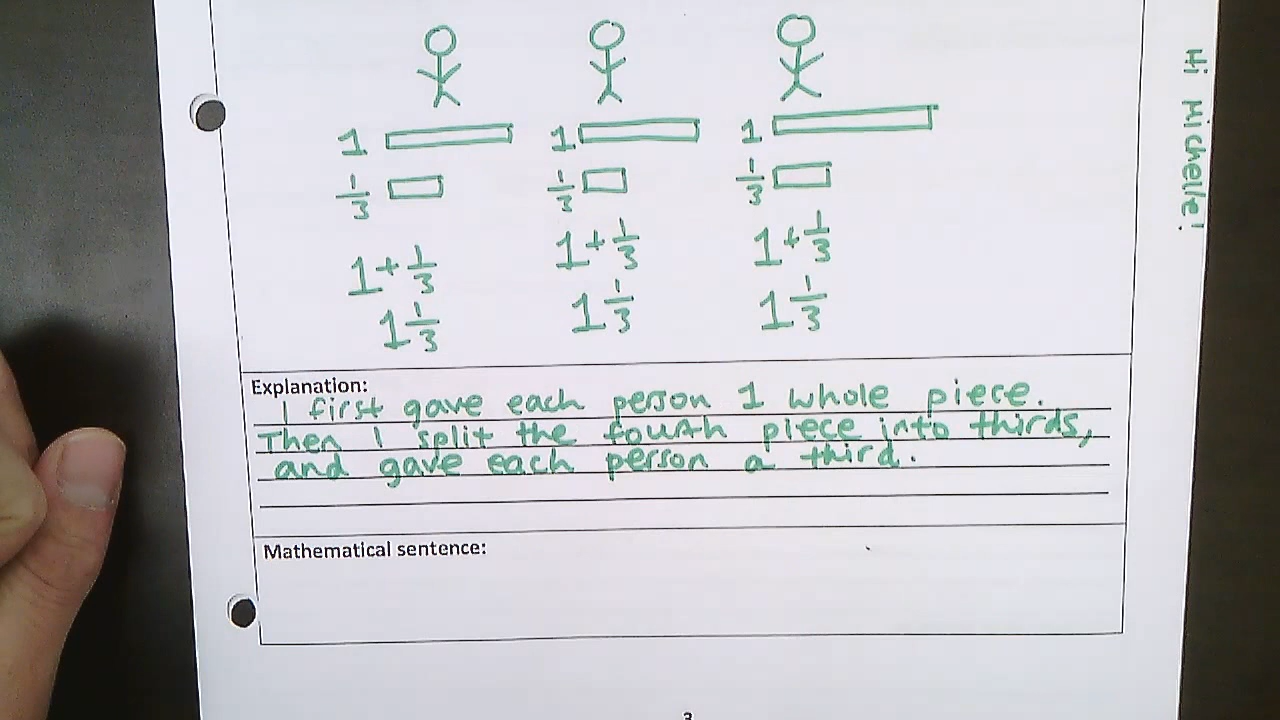 1 1 1
1/3 1/3 1/3
1 + 1/3 1 + 1/3 1 + 1/3
1 1/3 1 1/3 1 1/3
Hi Michelle!
Explanation:
I first gave each person 1 whole piece.
Then I split the fourth piece into thirds,
and gave each person a third.
Mathematical sentence:
3